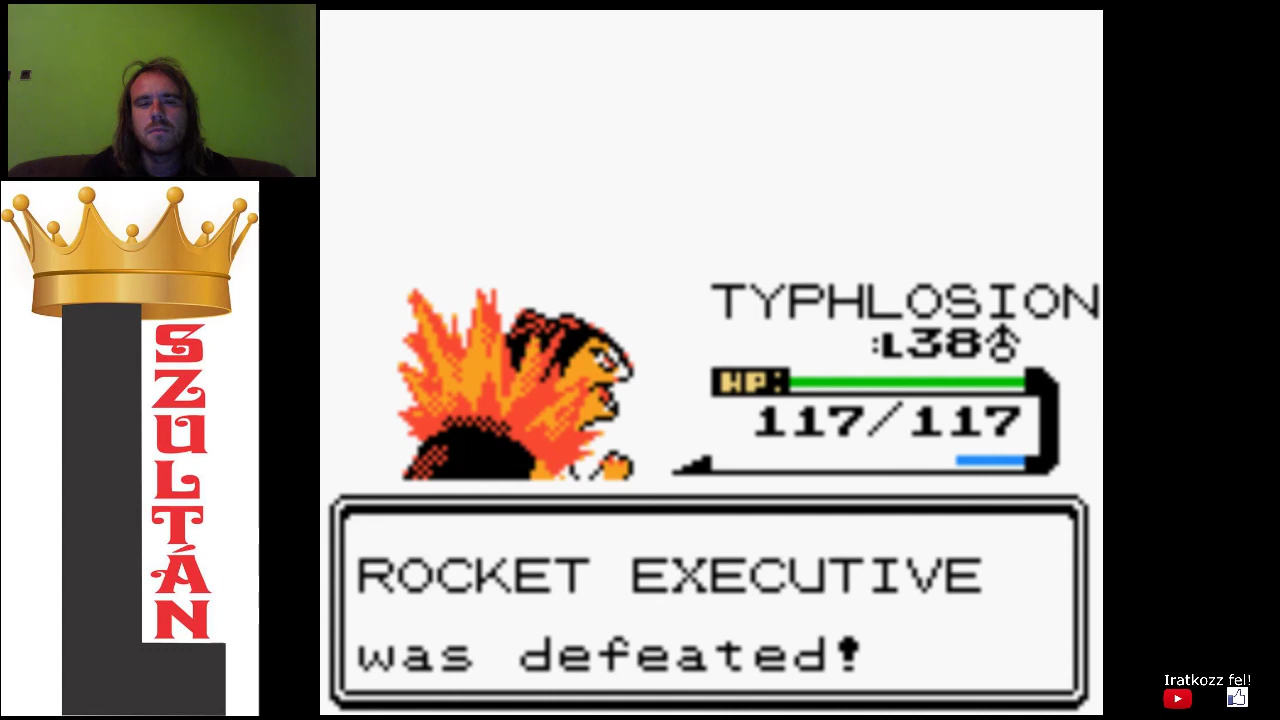 SZULTÁN
TYPHLOSION
:L38♂
HP:
117/117
ROCKET EXECUTIVE
was defeated!
Iratkozz fel!